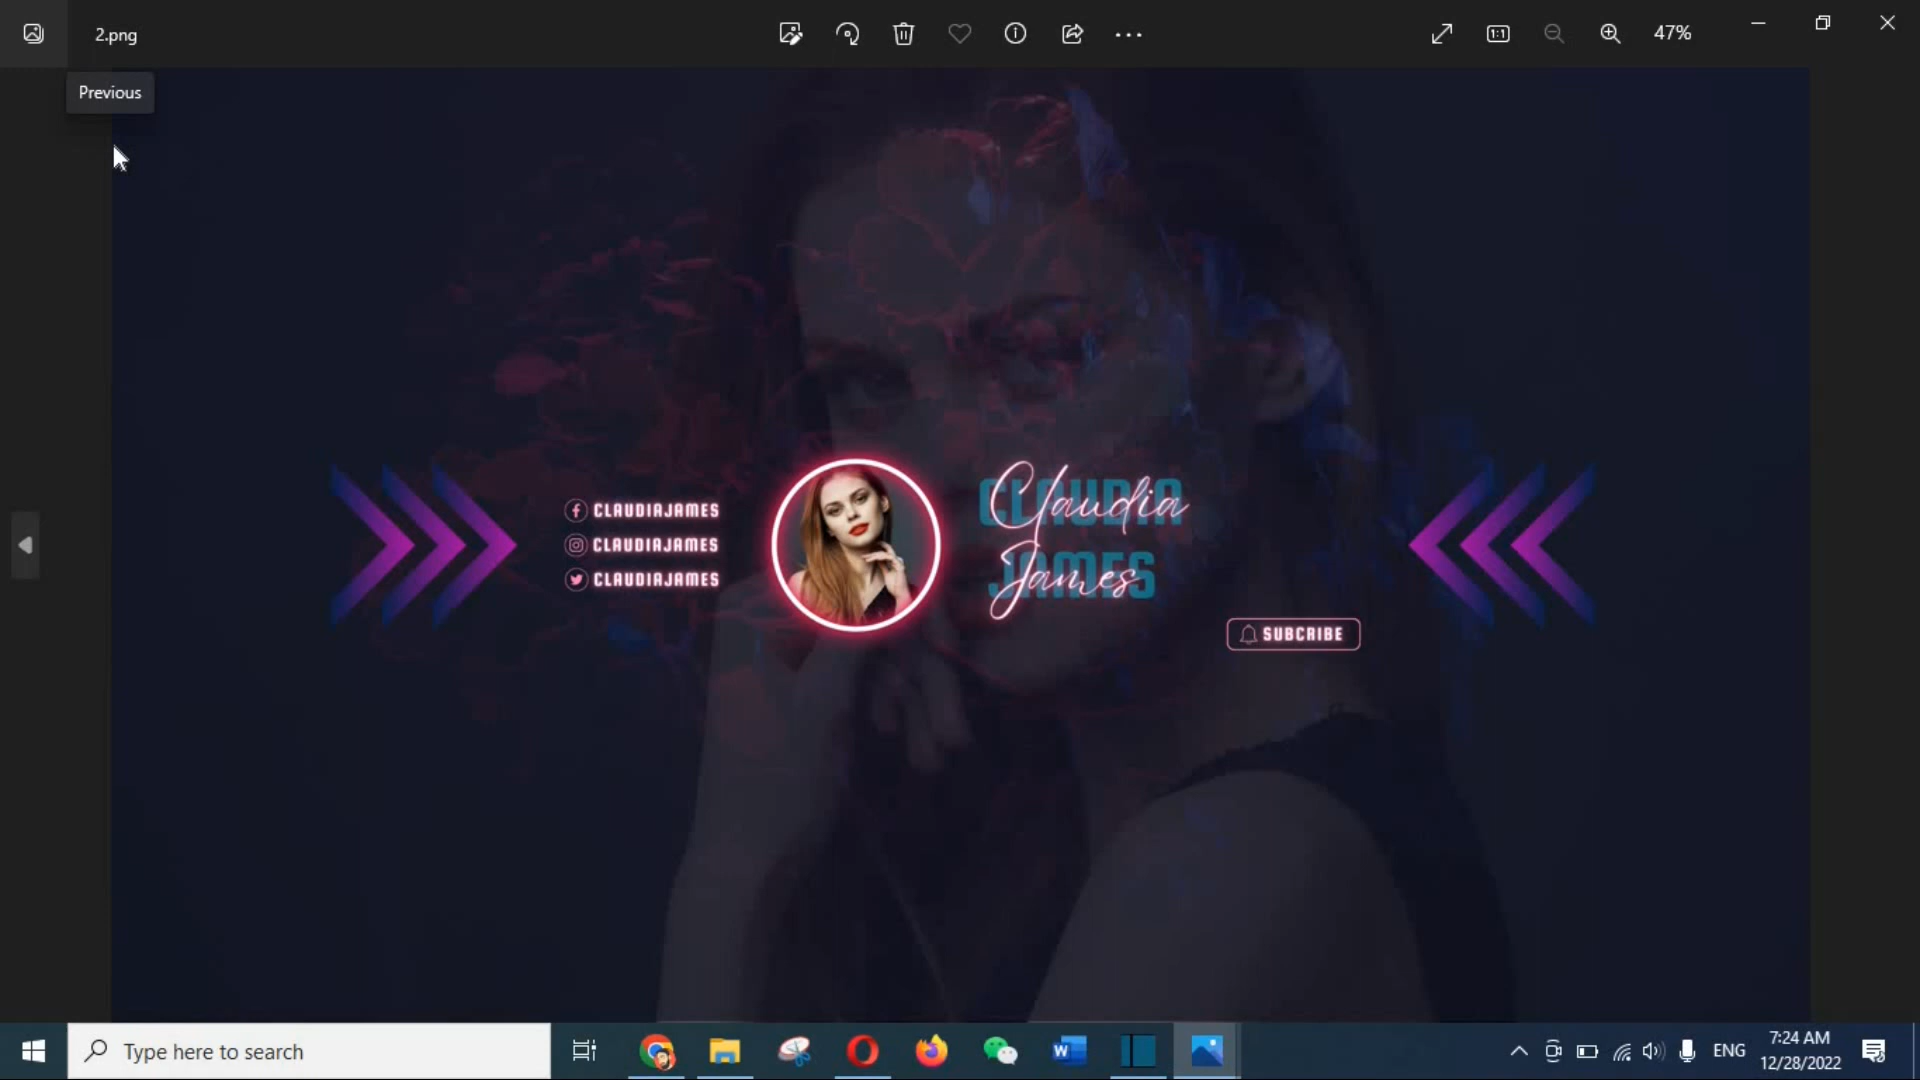 2.png
47%
Previous
CLAUDIAJAMES
CLAUDIAJAMES
CLAUDIAJAMES
CLAUDIA
Claudia
JAMES
James
SUBCRIBE
Type here to search
ENG
7:24 AM
12/28/2022